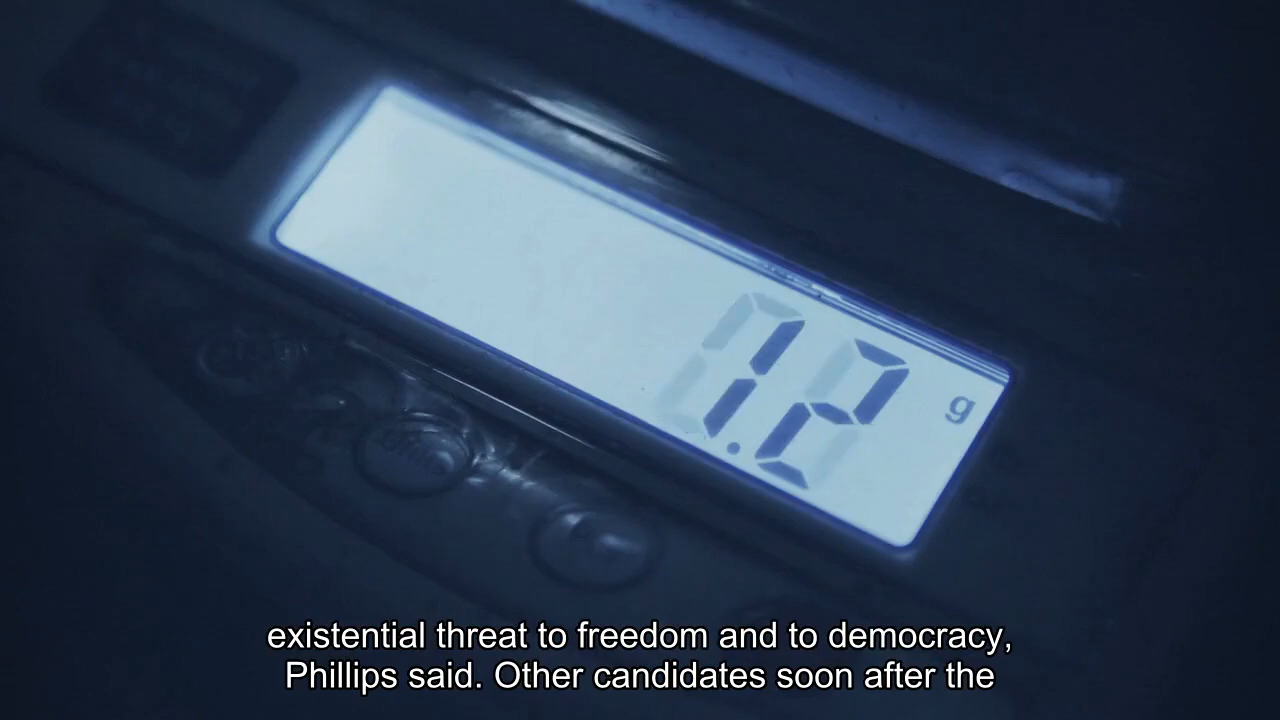 1.2 g
existential threat to freedom and to democracy,
Phillips said. Other candidates soon after the